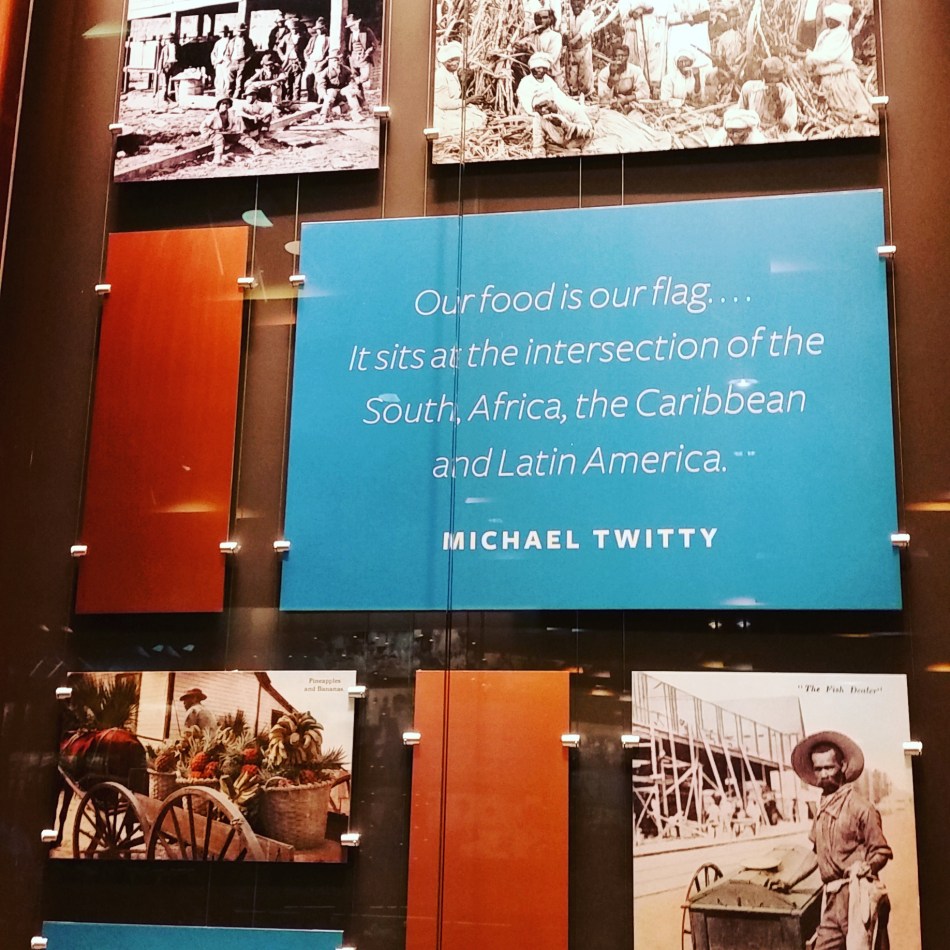 Our food is our flag....
It sits at the intersection of the
South, Africa, the Caribbean
and Latin America.
MICHAEL TWITTY
Pineapples
and Bananas
"The Fish Dealer"